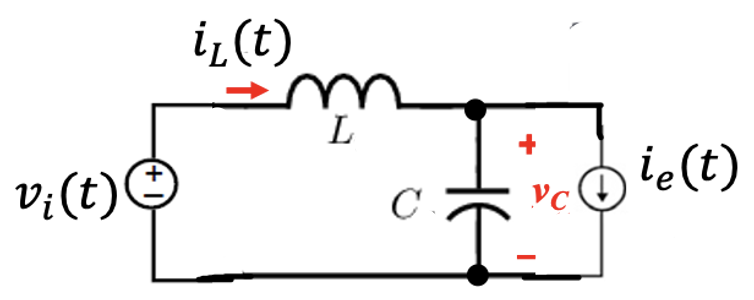 i_L(t)
L
+
v_i(t)
+
−
C
v_C
i_e(t)
−